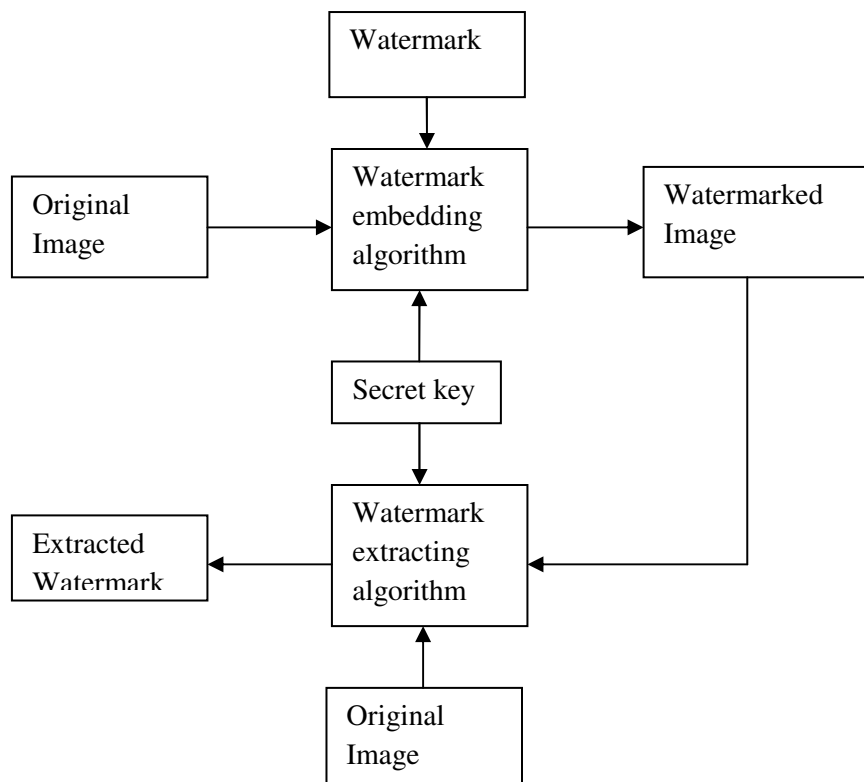 Watermark
Original
Image
Watermark
embedding
algorithm
Watermarked
Image
Secret key
Extracted
Watermark
Watermark
extracting
algorithm
Original
Image